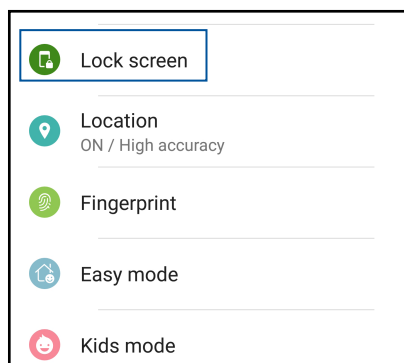 Lock screen
Location
ON / High accuracy
Fingerprint
Easy mode
Kids mode